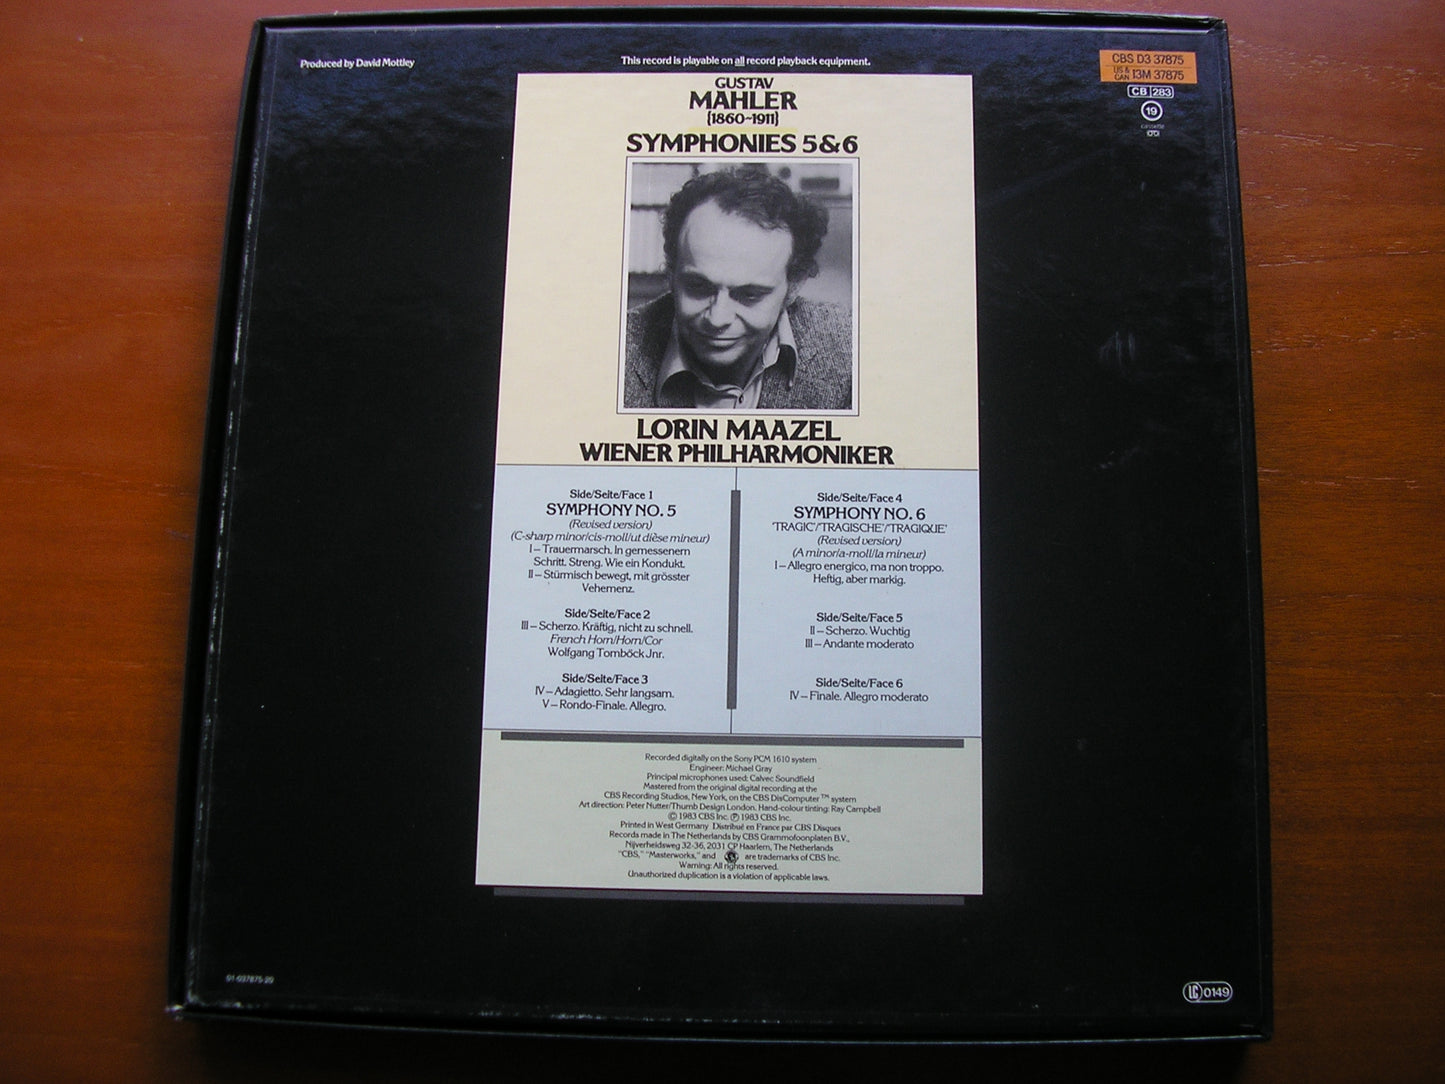 Produced by David Mottley
This record is playable on all record playback equipment.
CBS D3 37875
US & CAN 13M 37875
CB 283
19
cassette
GUSTAV
MAHLER
{1860~1911}
SYMPHONIES 5&6
LORIN MAAZEL
WIENER PHILHARMONIKER
Side/Seite/Face 1
SYMPHONY NO. 5
(Revised version)
(C-sharp minor/cis-moll/ut dièse mineur)
I – Trauermarsch. In gemessenem
Schritt. Streng. Wie ein Kondukt.
II – Stürmisch bewegt, mit grösster
Vehemenz.
Side/Seite/Face 2
III – Scherzo. Kräftig, nicht zu schnell.
French Horn/Horn/Cor
Wolfgang Tomböck Jnr.
Side/Seite/Face 3
IV – Adagietto. Sehr langsam.
V – Rondo-Finale. Allegro.
Side/Seite/Face 4
SYMPHONY NO. 6
'TRAGIC'/'TRAGISCHE'/'TRAGIQUE'
(Revised version)
(A minor/a-moll/la mineur)
I – Allegro energico, ma non troppo.
Heftig, aber markig.
Side/Seite/Face 5
II – Scherzo. Wuchtig
III – Andante moderato
Side/Seite/Face 6
IV – Finale. Allegro moderato
Recorded digitally on the Sony PCM 1610 system
Engineer: Michael Gray
Principal microphones used: Calvec Soundfield
Mastered from the original digital recording at the
CBS Recording Studios, New York, on the CBS DisComputer ™ system
Art direction: Peter Nutter/Thumb Design London. Hand-colour tinting: Ray Campbell
© 1983 CBS Inc. ℗ 1983 CBS Inc.
Printed in West Germany Distribué en France par CBS Disques
Records made in The Netherlands by CBS Grammofoonplaten B.V.,
Nijverheidsweg 32-36, 2031 CP Haarlem, The Netherlands
"CBS," "Masterworks," and are trademarks of CBS Inc.
Warning: All rights reserved.
Unauthorized duplication is a violation of applicable laws.
01-037875-20
LC 0149